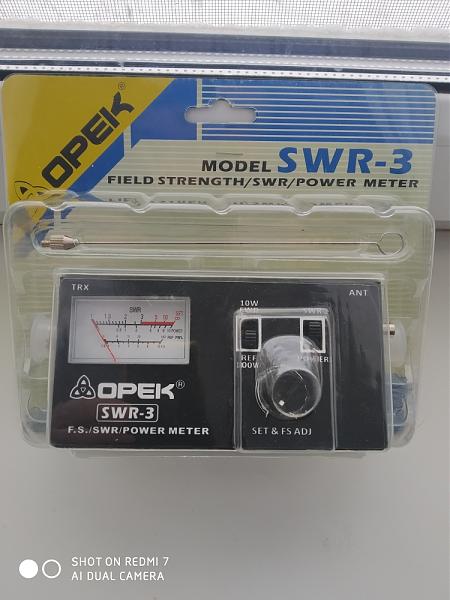 OPEK®
MODEL SWR-3
FIELD STRENGTH/SWR/POWER METER
TRX
ANT
SWR
10W
FWR
SWR
REF
100W
POWER
OPEK®
SWR-3
F.S./SWR/POWER METER
SET & FS ADJ
SHOT ON REDMI 7
AI DUAL CAMERA